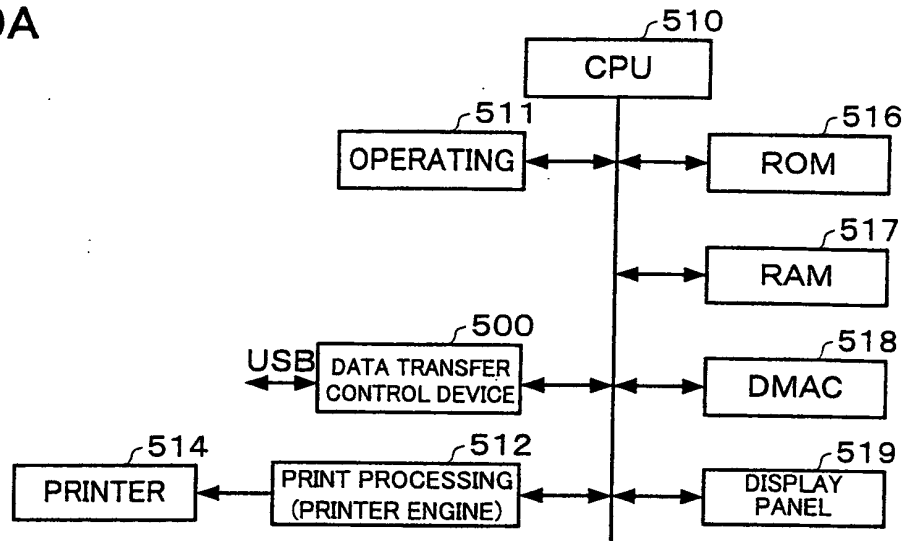 0A
510
CPU
511
OPERATING
516
ROM
517
RAM
500
USB
DATA TRANSFER
CONTROL DEVICE
518
DMAC
514
PRINTER
512
PRINT PROCESSING
(PRINTER ENGINE)
519
DISPLAY
PANEL